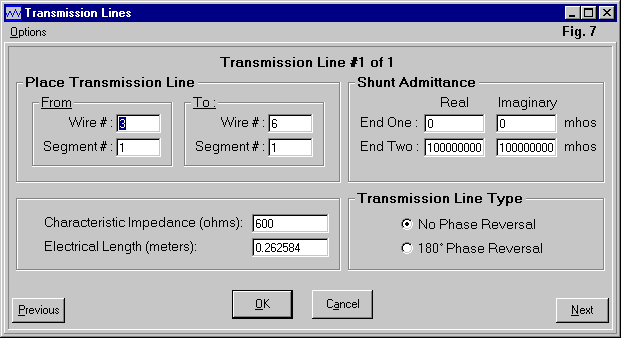 Transmission Lines
Options
Fig. 7
Transmission Line #1 of 1
Place Transmission Line
From
Wire # : 3
Segment # : 1
To :
Wire # : 6
Segment # : 1
Shunt Admittance
Real Imaginary
End One : 0 0 mhos
End Two : 100000000 100000000 mhos
Characteristic Impedance (ohms): 600
Electrical Length (meters): 0.262584
Transmission Line Type
No Phase Reversal
180° Phase Reversal
Previous
OK
Cancel
Next